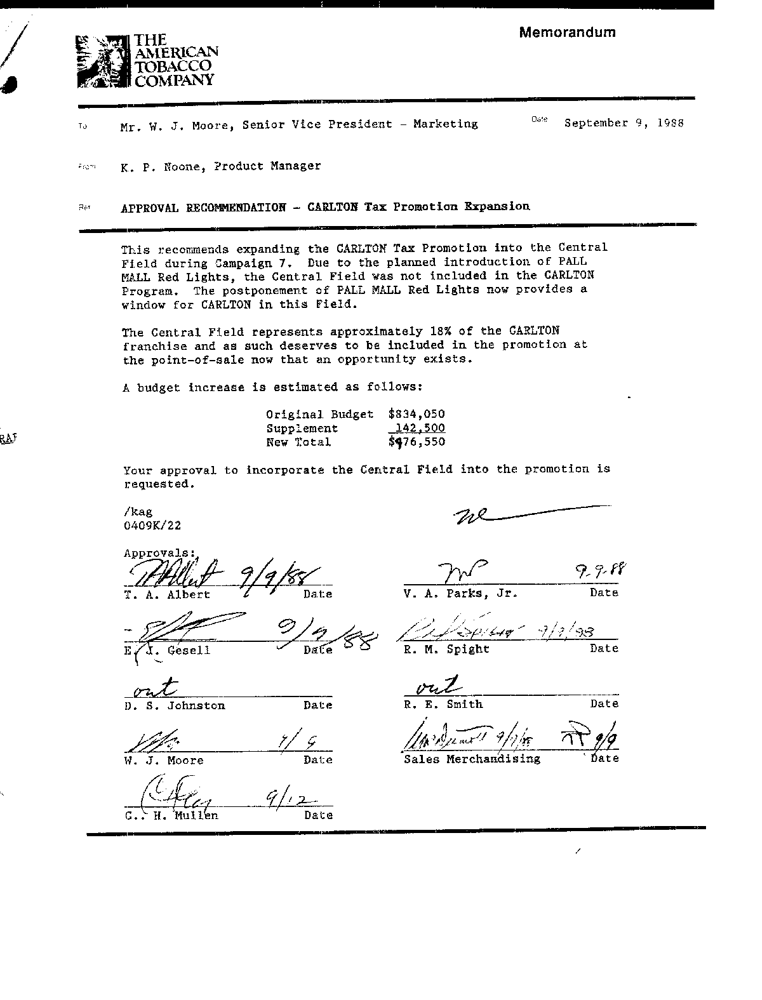 Memorandum
THE
AMERICAN
TOBACCO
COMPANY
To Mr. W. J. Moore, Senior Vice President - Marketing Date September 9, 1988
From K. P. Noone, Product Manager
Re: APPROVAL RECOMMENDATION - CARLTON Tax Promotion Expansion
This recommends expanding the CARLTON Tax Promotion into the Central
Field during Campaign 7. Due to the planned introduction of PALL
MALL Red Lights, the Central Field was not included in the CARLTON
Program. The postponement of PALL MALL Red Lights now provides a
window for CARLTON in this Field.
The Central Field represents approximately 18% of the CARLTON
franchise and as such deserves to be included in the promotion at
the point-of-sale now that an opportunity exists.
A budget increase is estimated as follows:
Original Budget $834,050
Supplement 142,500
New Total $976,550
Your approval to incorporate the Central Field into the promotion is
requested.
/kag
0409K/22
Approvals:
9/9/88 9-9-88
T. A. Albert Date V. A. Parks, Jr. Date
9/9/88
E. J. Gesell Date R. M. Spight Date
out out
D. S. Johnston Date R. E. Smith Date
9/9
W. J. Moore Date Sales Merchandising Date
9/12
C. H. Mullen Date